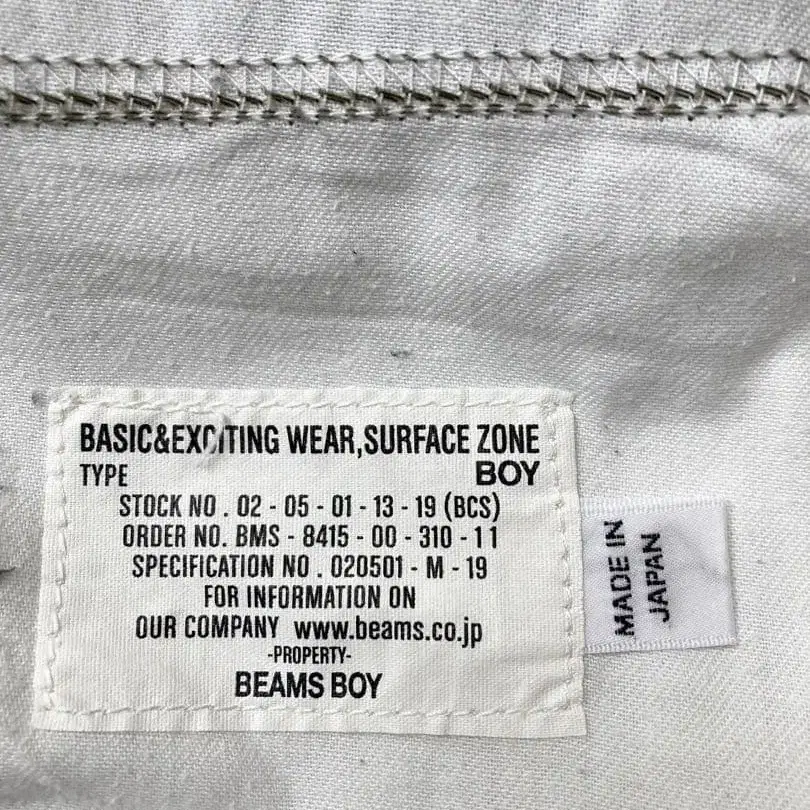 BASIC&EXCITING WEAR,SURFACE ZONE
TYPE BOY
STOCK NO . 02 - 05 - 01 - 13 - 19 (BCS)
ORDER NO. BMS - 8415 - 00 - 310 - 11
SPECIFICATION NO . 020501 - M - 19
FOR INFORMATION ON
OUR COMPANY www.beams.co.jp
-PROPERTY-
BEAMS BOY
MADE IN
JAPAN